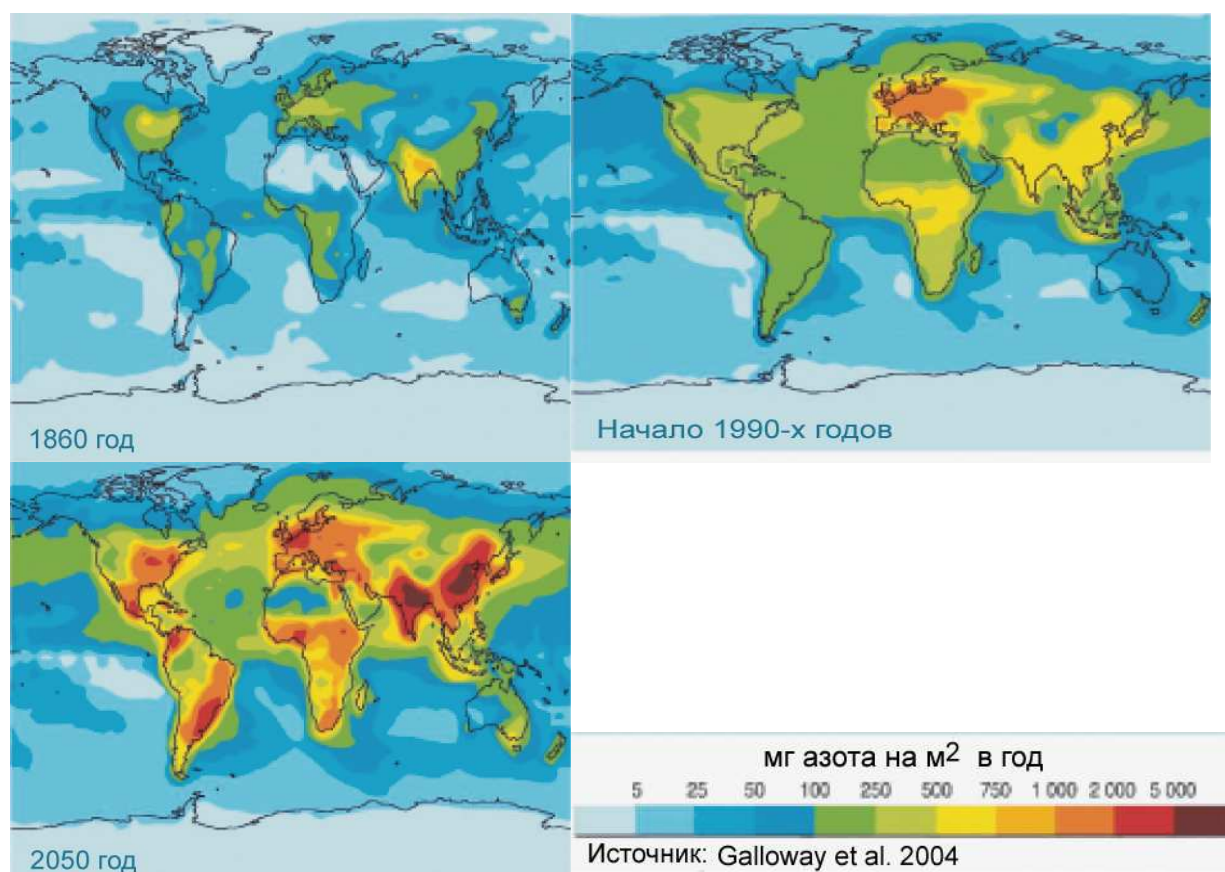 1860 год
Начало 1990-х годов
2050 год
мг азота на м2 в год
5 25 50 100 250 500 750 1 000 2 000 5 000
Источник: Galloway et al. 2004